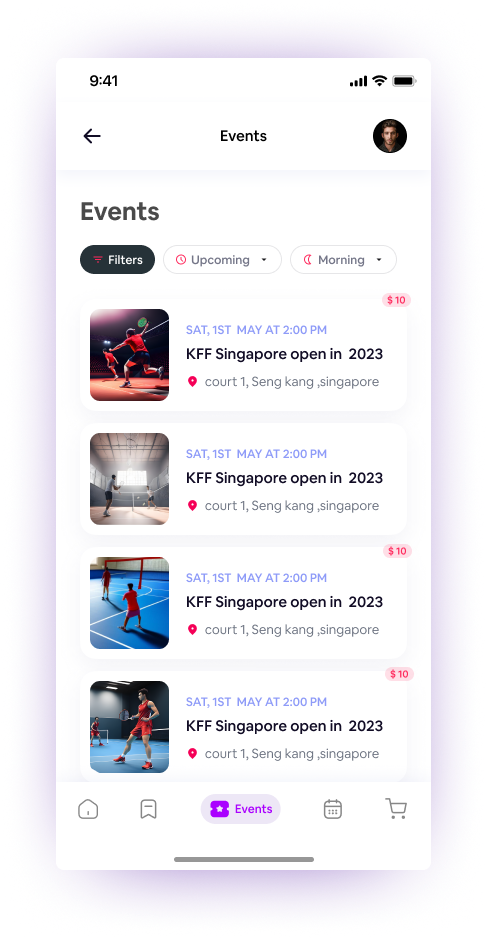 9:41
Events
Events
Filters
Upcoming
Morning
$ 10
SAT, 1ST MAY AT 2:00 PM
KFF Singapore open in 2023
court 1, Seng kang ,singapore
SAT, 1ST MAY AT 2:00 PM
KFF Singapore open in 2023
court 1, Seng kang ,singapore
$ 10
SAT, 1ST MAY AT 2:00 PM
KFF Singapore open in 2023
court 1, Seng kang ,singapore
$ 10
SAT, 1ST MAY AT 2:00 PM
KFF Singapore open in 2023
court 1, Seng kang ,singapore
Events